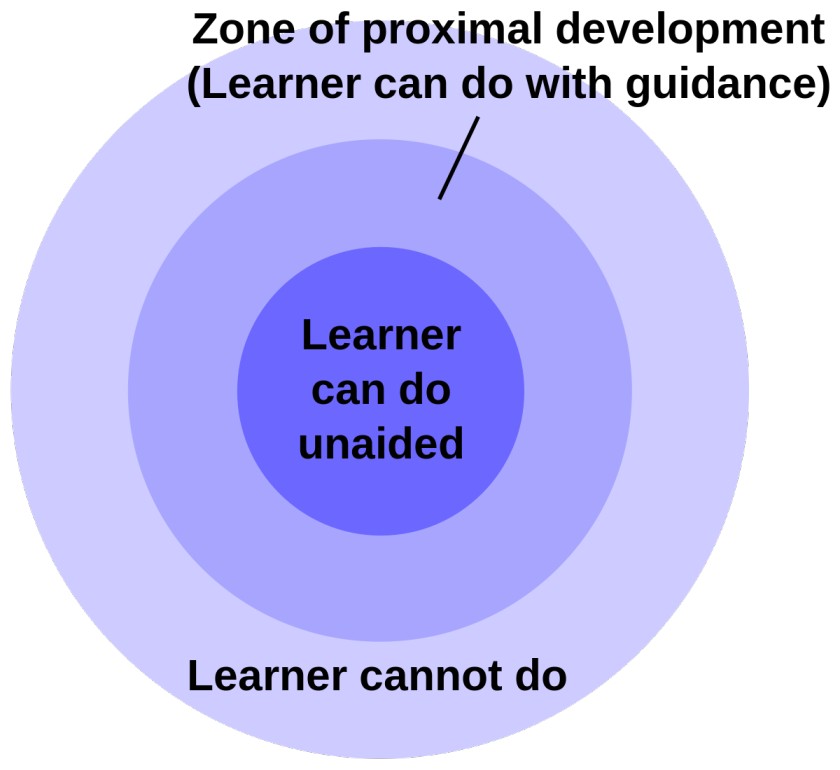 Zone of proximal development
(Learner can do with guidance)
Learner
can do
unaided
Learner cannot do